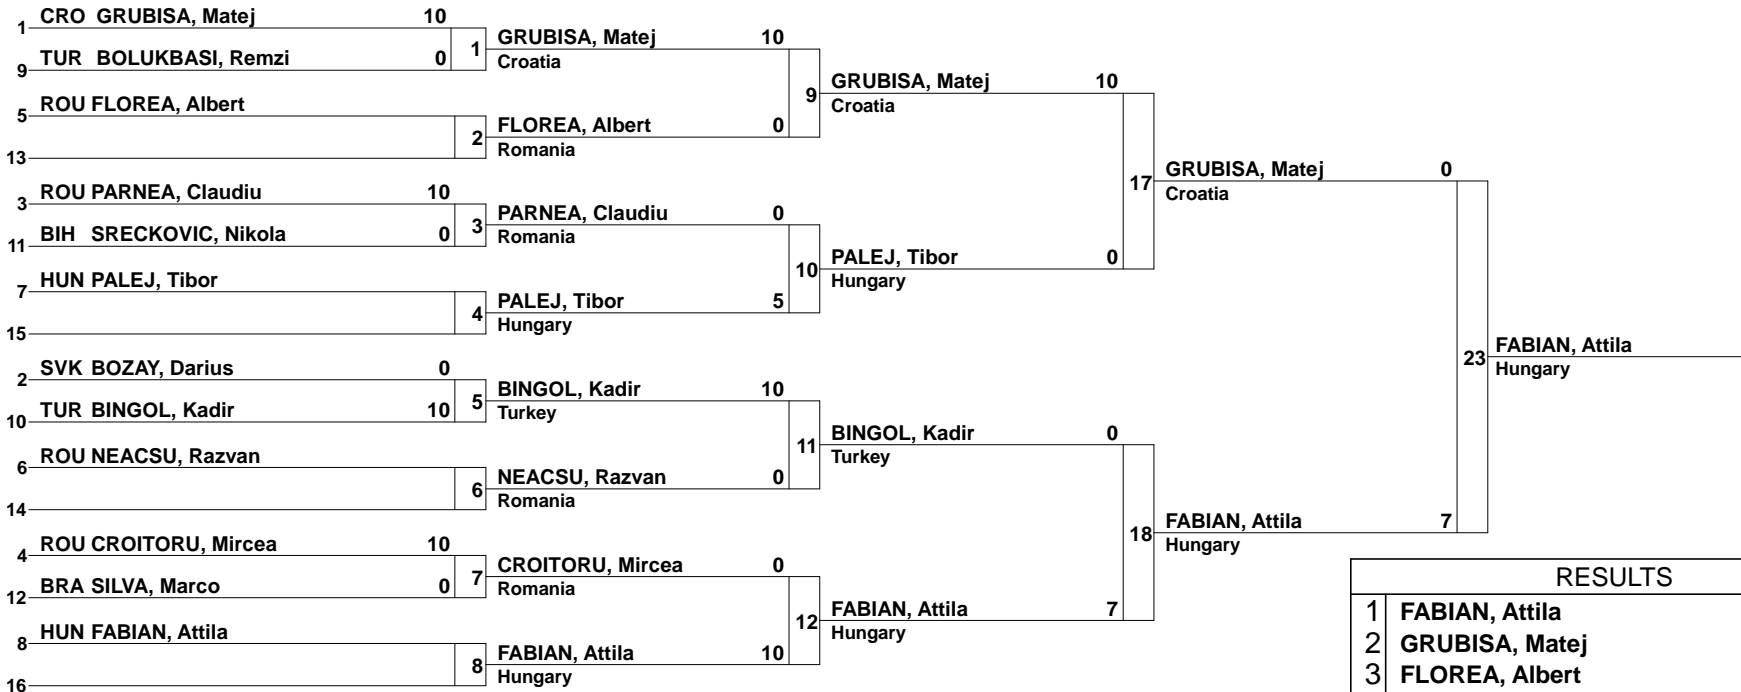 1 CRO GRUBISA, Matej 10
9 TUR BOLUKBASI, Remzi 0
1
5 ROU FLOREA, Albert
13
2
3 ROU PARNEA, Claudiu 10
11 BIH SRECKOVIC, Nikola 0
3
7 HUN PALEJ, Tibor
15
4
2 SVK BOZAY, Darius 0
10 TUR BINGOL, Kadir 10
5
6 ROU NEACSU, Razvan
14
6
4 ROU CROITORU, Mircea 10
12 BRA SILVA, Marco 0
7
8 HUN FABIAN, Attila
16
8
GRUBISA, Matej 10
Croatia
FLOREA, Albert 0
Romania
9
PARNEA, Claudiu 0
Romania
PALEJ, Tibor 5
Hungary
10
BINGOL, Kadir 10
Turkey
NEACSU, Razvan 0
Romania
11
CROITORU, Mircea 0
Romania
FABIAN, Attila 10
Hungary
12
GRUBISA, Matej 10
Croatia
PALEJ, Tibor 0
Hungary
17
BINGOL, Kadir 0
Turkey
FABIAN, Attila 7
Hungary
18
GRUBISA, Matej 0
Croatia
FABIAN, Attila 7
Hungary
23
FABIAN, Attila
Hungary
RESULTS
1 FABIAN, Attila
2 GRUBISA, Matej
3 FLOREA, Albert